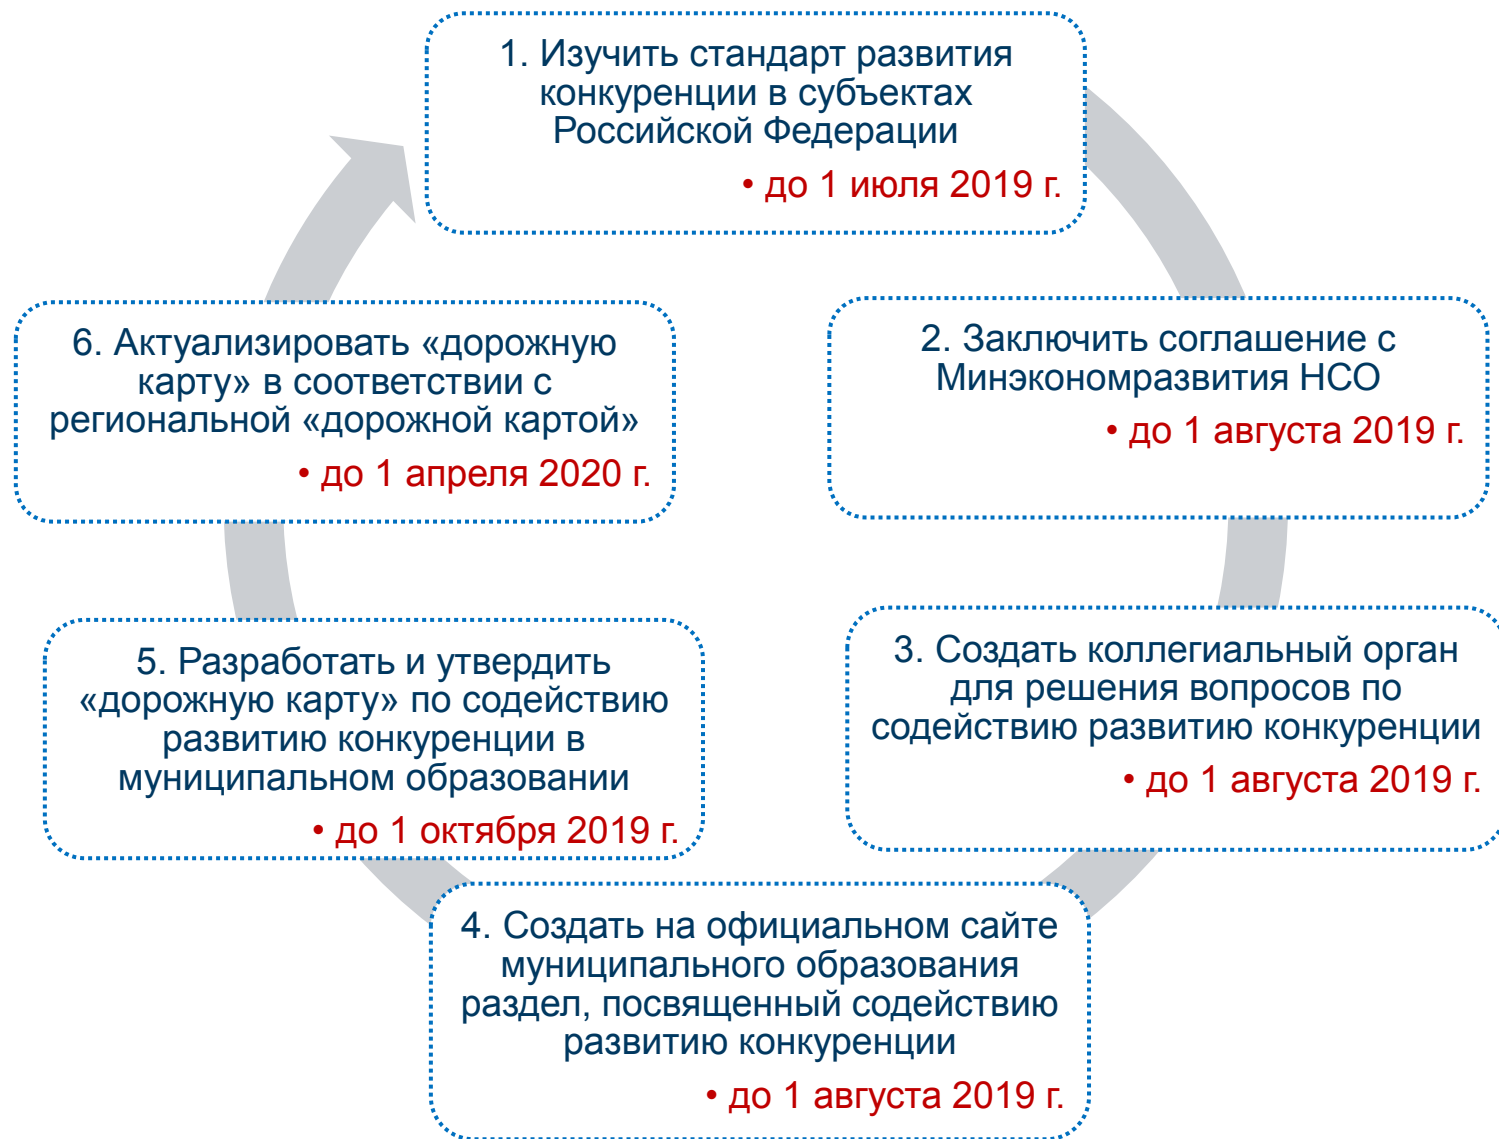 1. Изучить стандарт развития
конкуренции в субъектах
Российской Федерации
• до 1 июля 2019 г.
2. Заключить соглашение с
Минэкономразвития НСО
• до 1 августа 2019 г.
3. Создать коллегиальный орган
для решения вопросов по
содействию развитию конкуренции
• до 1 августа 2019 г.
4. Создать на официальном сайте
муниципального образования
раздел, посвященный содействию
развитию конкуренции
• до 1 августа 2019 г.
5. Разработать и утвердить
«дорожную карту» по содействию
развитию конкуренции в
муниципальном образовании
• до 1 октября 2019 г.
6. Актуализировать «дорожную
карту» в соответствии с
региональной «дорожной картой»
• до 1 апреля 2020 г.